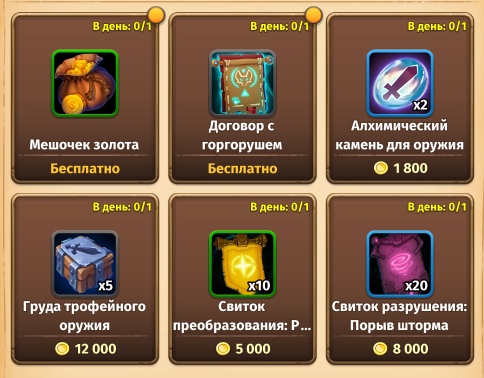 В день: 0/1
Мешочек золота
Бесплатно
В день: 0/1
Договор с
горгорушем
Бесплатно
В день: 0/1
x2
Алхимический
камень для оружия
1 800
В день: 0/1
x5
Груда трофейного
оружия
12 000
В день: 0/1
x10
Свиток
преобразования: Р...
5 000
В день: 0/1
x20
Свиток разрушения:
Порыв шторма
8 000